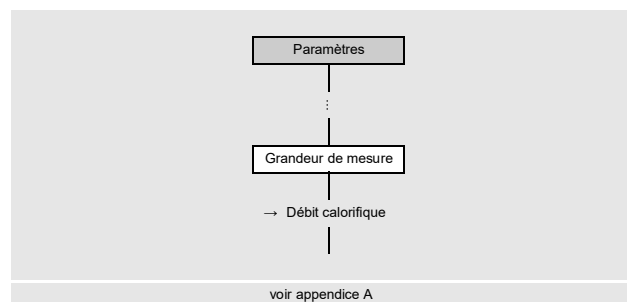 Paramètres
⋮
Grandeur de mesure
→ Débit calorifique
voir appendice A